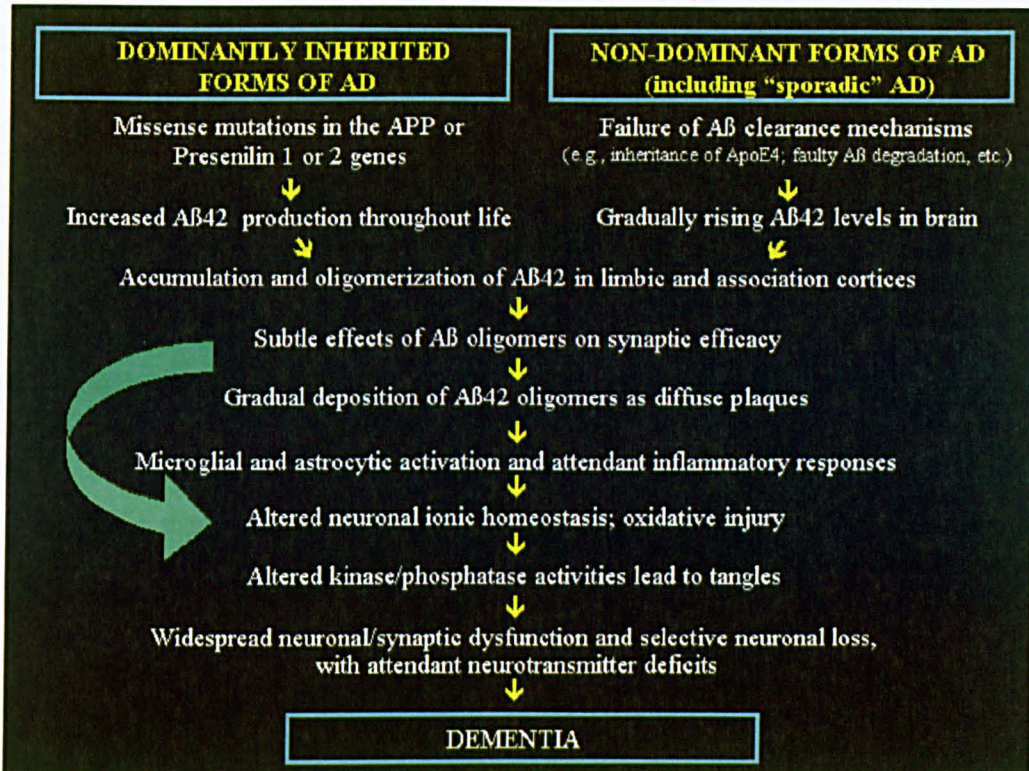 DOMINANTLY INHERITED
FORMS OF AD
NON-DOMINANT FORMS OF AD
(including “sporadic” AD)
Missense mutations in the APP or
Presenilin 1 or 2 genes
Failure of Aß clearance mechanisms
(e.g., inheritance of ApoE4; faulty Aß degradation, etc.)
Increased Aß42 production throughout life
Gradually rising Aß42 levels in brain
Accumulation and oligomerization of Aß42 in limbic and association cortices
Subtle effects of Aß oligomers on synaptic efficacy
Gradual deposition of Aß42 oligomers as diffuse plaques
Microglial and astrocytic activation and attendant inflammatory responses
Altered neuronal ionic homeostasis; oxidative injury
Altered kinase/phosphatase activities lead to tangles
Widespread neuronal/synaptic dysfunction and selective neuronal loss,
with attendant neurotransmitter deficits
DEMENTIA